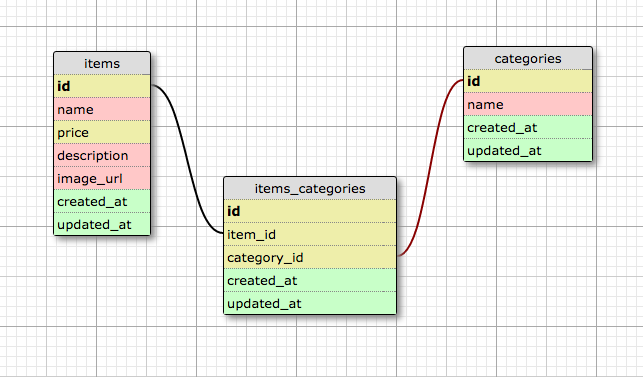 items
id
name
price
description
image_url
created_at
updated_at
items_categories
id
item_id
category_id
created_at
updated_at
categories
id
name
created_at
updated_at